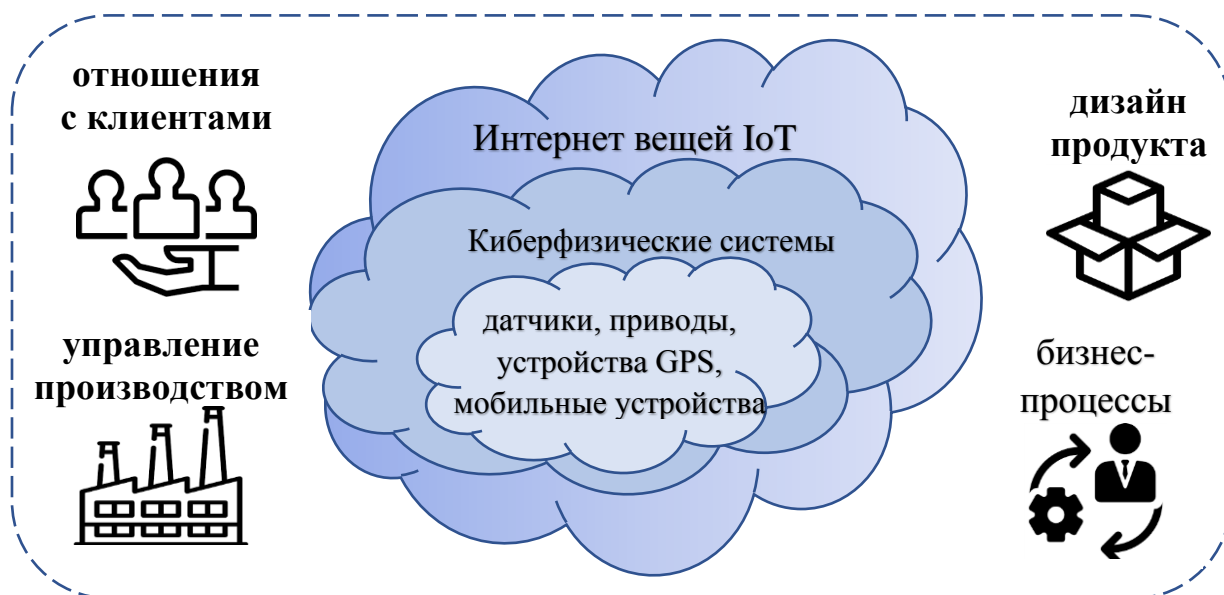 отношения
с клиентами
управление
производством
Интернет вещей IoT
Киберфизические системы
датчики, приводы,
устройства GPS,
мобильные устройства
дизайн
продукта
бизнес-
процессы